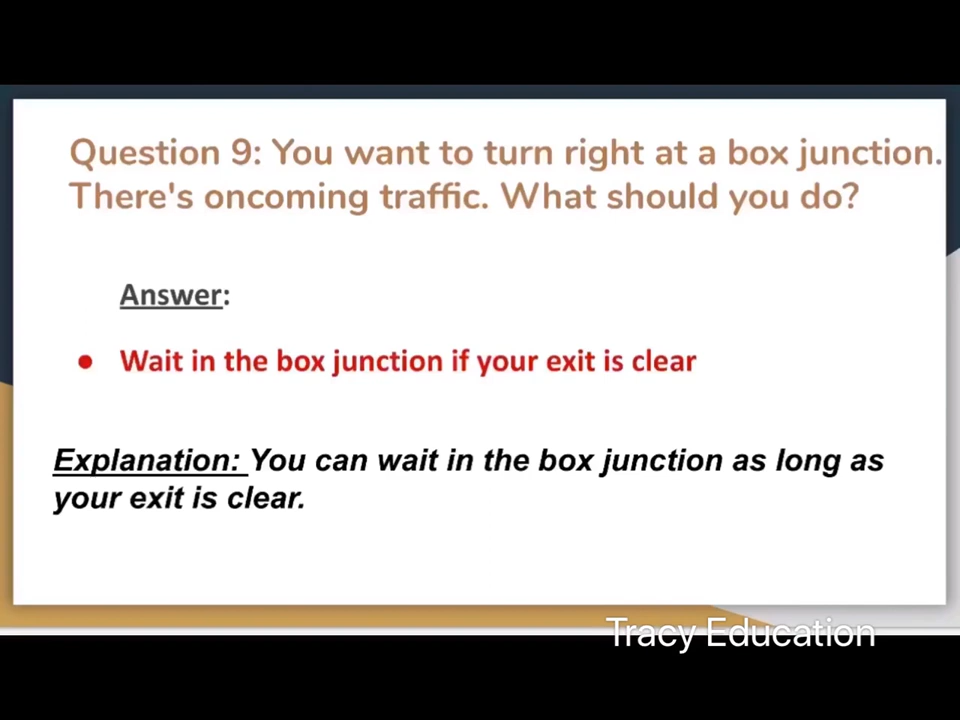 Question 9: You want to turn right at a box junction.
There's oncoming traffic. What should you do?
Answer:
● Wait in the box junction if your exit is clear
Explanation: You can wait in the box junction as long as
your exit is clear.
Tracy Education